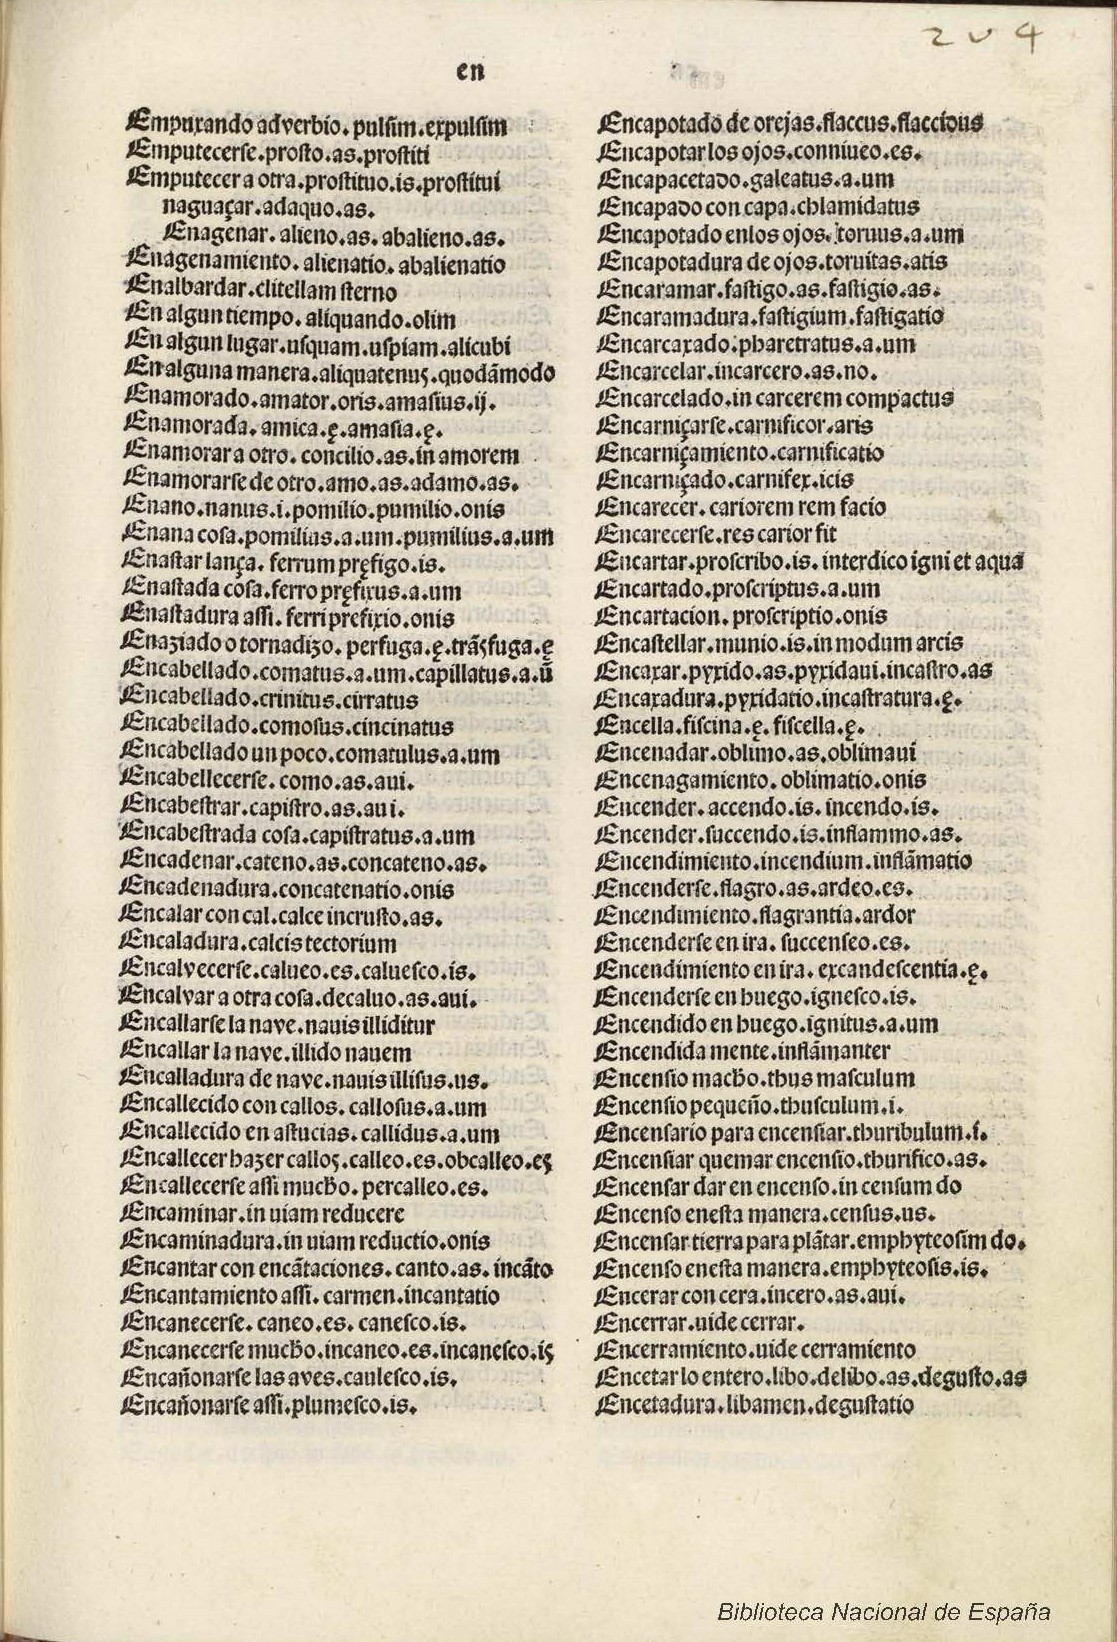 204
en
Empuxando adverbio. pulsim. expulsim
Emputecerse. prosto. as. prostiti
Emputecer a otra. prostituo. is. prostitui
naguaçar. adaquo. as.
Enagenar. alieno. as. abalieno. as.
Enagenamiento. alienatio. abalienatio
Enalbardar. clitellam sterno
En algun tiempo. aliquando. olim
En algun lugar. usquam. uspiam. alicubi
En alguna manera. aliquatenus. quodãmodo
Enamorado. amator. oris. amasius. ij.
Enamorada. amica. ę. amasia. ę.
Enamorar a otro. concilio. as. in amorem
Enamorarse de otro. amo. as. adamo. as.
Enano. nanus. i. pomilio. pumilio. onis
Enana cosa. pomilius. a. um. pumilius. a. um
Enastar lança. ferrum pręfigo. is.
Enastada cosa. ferro pręfixus. a. um
Enastadura assi. ferri prefixio. onis
Enaziado o tornadizo. perfuga. ę. trãsfuga. ę
Encabellado. comatus. a. um. capillatus. a. ũ
Encabellado. crinitus. cirratus
Encabellado. comosus. cincinatus
Encabellado un poco. comatulus. a. um
Encabellecerse. como. as. aui.
Encabestrar. capistro. as. aui.
Encabestrada cosa. capistratus. a. um
Encadenar. cateno. as. concateno. as.
Encadenadura. concatenatio. onis
Encalar con cal. calce incrusto. as.
Encaladura. calcis tectorium
Encalvecerse. calueo. es. caluesco. is.
Encalvar a otra cosa. decaluo. as. aui.
Encallarse la nave. nauis illiditur
Encallar la nave. illido nauem
Encalladura de nave. nauis illisus. us.
Encallecido con callos. callosus. a. um
Encallecido en astucias. callidus. a. um
Encallecer hazer callos. calleo. es. obcalleo. es
Encallecerse assi mucho. percalleo. es.
Encaminar. in uiam reducere
Encaminadura. in uiam reductio. onis
Encantar con encãtaciones. canto. as. incãto
Encantamiento assi. carmen. incantatio
Encanecerse. caneo. es. canesco. is.
Encanecerse mucho. incaneo. es. incanesco. is
Encañonarse las aves. caulesco. is.
Encañonarse assi. plumesco. is.
Encapotado de orejas. flaccus. flaccidus
Encapotar los ojos. conniueo. es.
Encapacetado. galeatus. a. um
Encapado con capa. chlamidatus
Encapotado enlos ojos. toruus. a. um
Encapotadura de ojos. toruitas. atis
Encaramar. fastigo. as. fastigio. as.
Encaramadura. fastigium. fastigatio
Encarcaxado. pharetratus. a. um
Encarcelar. incarcero. as. no.
Encarcelado. in carcerem compactus
Encarniçarse. carnificor. aris
Encarniçamiento. carnificatio
Encarniçado. carnifex. icis
Encarecer. cariorem rem facio
Encarecerse. res carior fit
Encartar. proscribo. is. interdico igni et aqua
Encartado. proscriptus. a. um
Encartacion. proscriptio. onis
Encastellar. munio. is. in modum arcis
Encaxar. pyxido. as. pyxidaui. incastro. as
Encaxadura. pyxidatio. incastratura. ę.
Encella. fiscina. ę. fiscella. ę.
Encenadar. oblimo. as. oblimaui
Encenagamiento. oblimatio. onis
Encender. accendo. is. incendo. is.
Encender. succendo. is. inflammo. as.
Encendimiento. incendium. inflãmatio
Encenderse. flagro. as. ardeo. es.
Encendimiento. flagrantia. ardor
Encenderse en ira. succenseo. es.
Encendimiento en ira. excandescentia. ę.
Encenderse en huego. ignesco. is.
Encendido en huego. ignitus. a. um
Encendida mente. inflãmanter
Encensio macho. thus masculum
Encensio pequeño. thusculum. i.
Encensario para encensiar. thuribulum. i.
Encensiar quemar encensio. thurifico. as.
Encensar dar en encenso. in censum do
Encenso enesta manera. census. us.
Encensar tierra para plãtar. emphyteosim do.
Encenso enesta manera. emphyteosis. is.
Encerar con cera. incero. as. aui.
Encerrar. uide cerrar.
Encerramiento. uide cerramiento
Encetar lo entero. libo. delibo. as. degusto. as
Encetadura. libamen. degustatio
Biblioteca Nacional de España